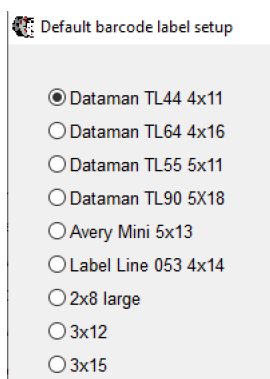 Default barcode label setup
Dataman TL44 4x11
Dataman TL64 4x16
Dataman TL55 5x11
Dataman TL90 5X18
Avery Mini 5x13
Label Line 053 4x14
2x8 large
3x12
3x15